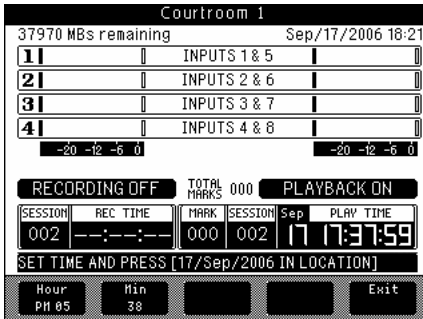 Courtroom 1
37970 MBs remaining Sep/17/2006 18:21
1 INPUTS 1 & 5
2 INPUTS 2 & 6
3 INPUTS 3 & 7
4 INPUTS 4 & 8
-20 -12 -6 0 -20 -12 -6 0
RECORDING OFF TOTAL MARKS 000 PLAYBACK ON
SESSION REC TIME MARK SESSION Sep PLAY TIME
002 --:--:-- 000 002 17 17:37:59
SET TIME AND PRESS [17/Sep/2006 IN LOCATION]
Hour Min Exit
PM 05 38